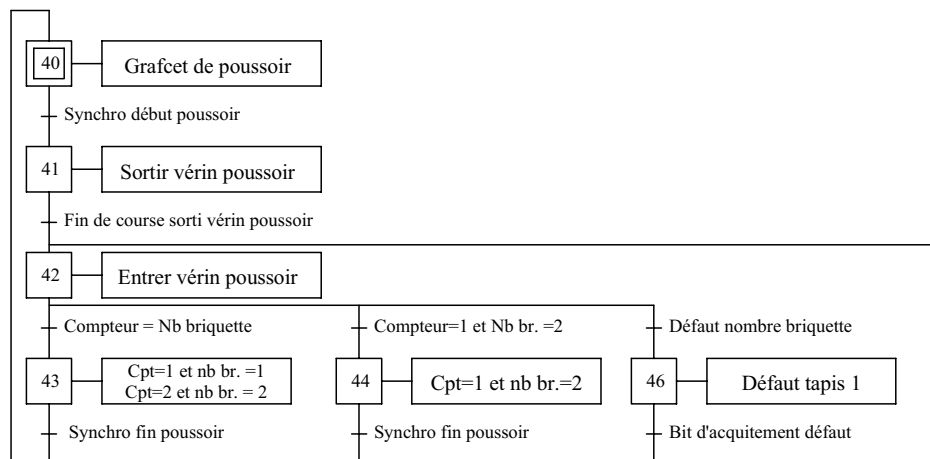 40
Grafcet de poussoir
Synchro début poussoir
41
Sortir vérin poussoir
Fin de course sorti vérin poussoir
42
Entrer vérin poussoir
Compteur = Nb briquette
Compteur=1 et Nb br. =2
Défaut nombre briquette
43
Cpt=1 et nb br. =1
Cpt=2 et nb br. = 2
44
Cpt=1 et nb br.=2
46
Défaut tapis 1
Synchro fin poussoir
Synchro fin poussoir
Bit d'acquitement défaut